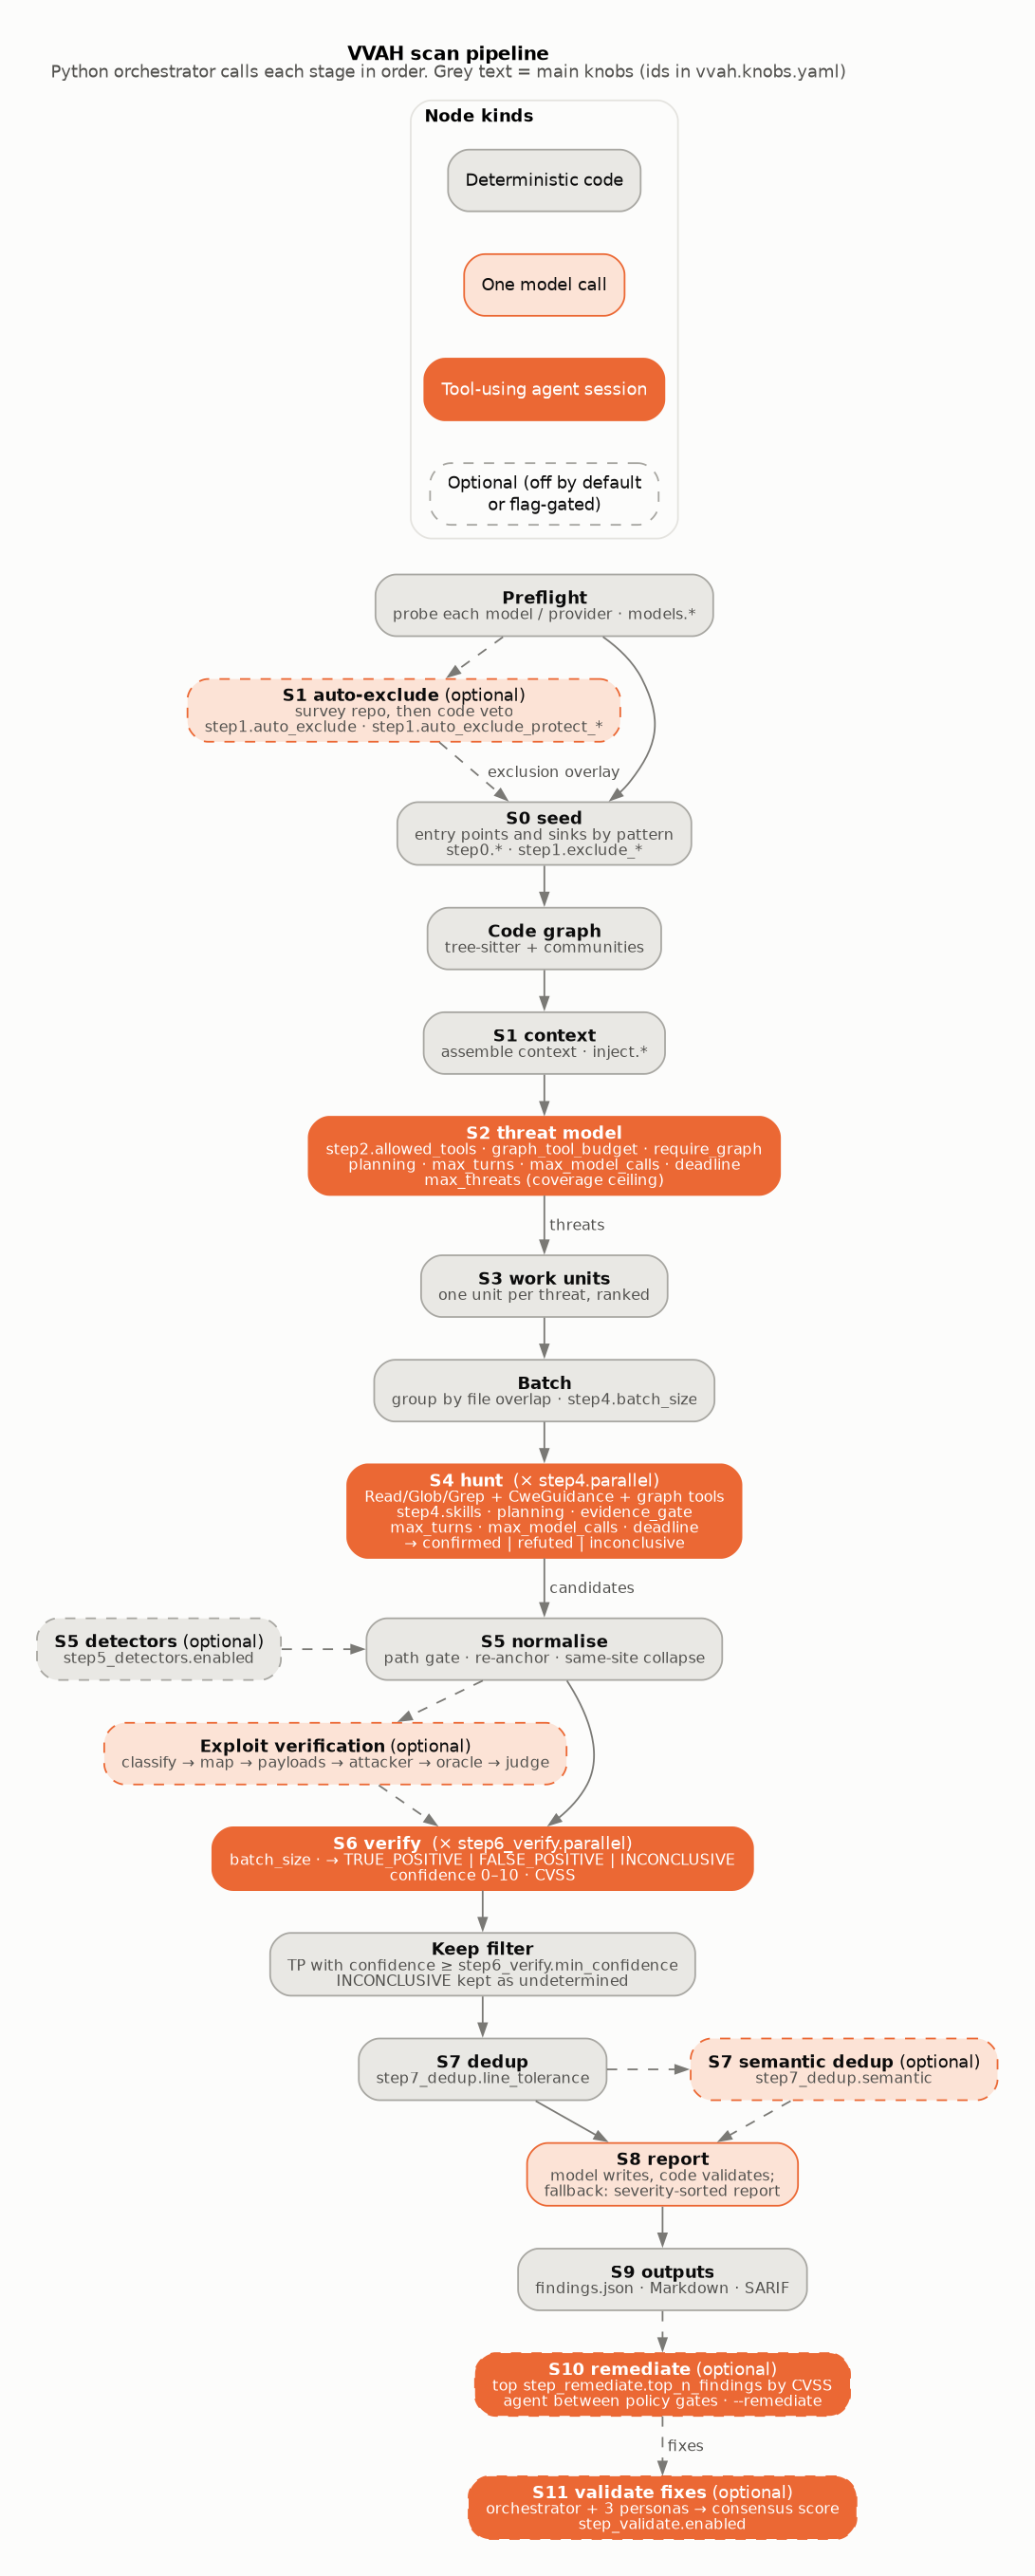 VVAH scan pipeline
Python orchestrator calls each stage in order. Grey text = main knobs (ids in vvah.knobs.yaml)
Node kinds
Deterministic code
One model call
Tool-using agent session
Optional (off by default
or flag-gated)
Preflight
probe each model / provider · models.*
S1 auto-exclude (optional)
survey repo, then code veto
step1.auto_exclude · step1.auto_exclude_protect_*
exclusion overlay
S0 seed
entry points and sinks by pattern
step0.* · step1.exclude_*
Code graph
tree-sitter + communities
S1 context
assemble context · inject.*
S2 threat model
step2.allowed_tools · graph_tool_budget · require_graph
planning · max_turns · max_model_calls · deadline
max_threats (coverage ceiling)
threats
S3 work units
one unit per threat, ranked
Batch
group by file overlap · step4.batch_size
S4 hunt (× step4.parallel)
Read/Glob/Grep + CweGuidance + graph tools
step4.skills · planning · evidence_gate
max_turns · max_model_calls · deadline
→ confirmed | refuted | inconclusive
candidates
S5 detectors (optional)
step5_detectors.enabled
S5 normalise
path gate · re-anchor · same-site collapse
Exploit verification (optional)
classify → map → payloads → attacker → oracle → judge
S6 verify (× step6_verify.parallel)
batch_size · → TRUE_POSITIVE | FALSE_POSITIVE | INCONCLUSIVE
confidence 0–10 · CVSS
Keep filter
TP with confidence ≥ step6_verify.min_confidence
INCONCLUSIVE kept as undetermined
S7 dedup
step7_dedup.line_tolerance
S7 semantic dedup (optional)
step7_dedup.semantic
S8 report
model writes, code validates;
fallback: severity-sorted report
S9 outputs
findings.json · Markdown · SARIF
S10 remediate (optional)
top step_remediate.top_n_findings by CVSS
agent between policy gates · --remediate
fixes
S11 validate fixes (optional)
orchestrator + 3 personas → consensus score
step_validate.enabled